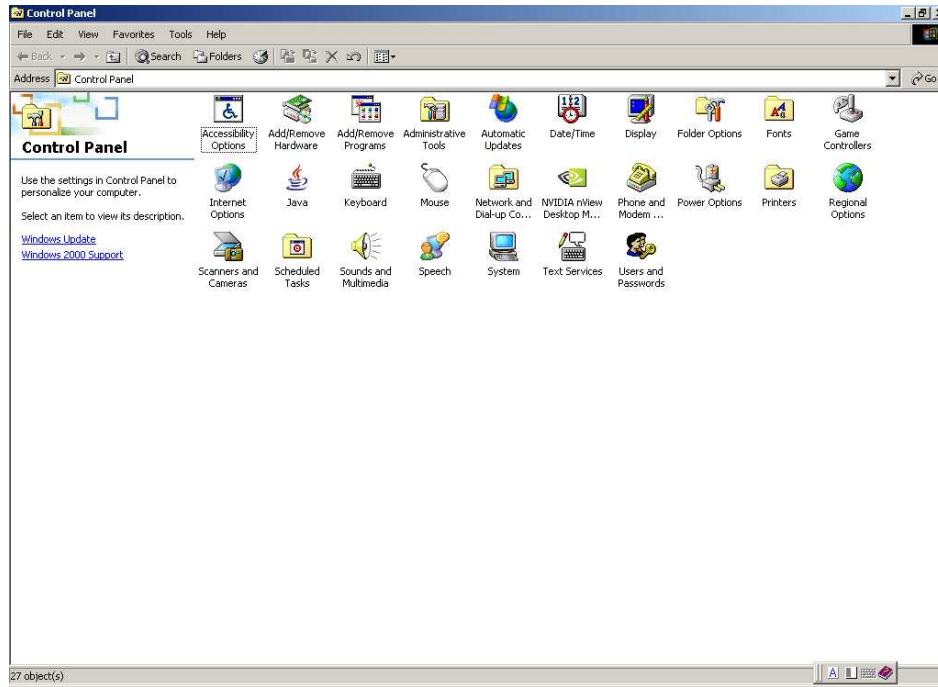 Control Panel
File Edit View Favorites Tools Help
Back Search Folders
Address Control Panel Go
Control Panel
Use the settings in Control Panel to
personalize your computer.
Select an item to view its description.
Windows Update
Windows 2000 Support
Accessibility
Options
Add/Remove
Hardware
Add/Remove
Programs
Administrative
Tools
Automatic
Updates
Date/Time
Display
Folder Options
Fonts
Game
Controllers
Internet
Options
Java
Keyboard
Mouse
Network and
Dial-up Co...
NVIDIA nView
Desktop M...
Phone and
Modem ...
Power Options
Printers
Regional
Options
Scanners and
Cameras
Scheduled
Tasks
Sounds and
Multimedia
Speech
System
Text Services
Users and
Passwords
27 object(s)
A